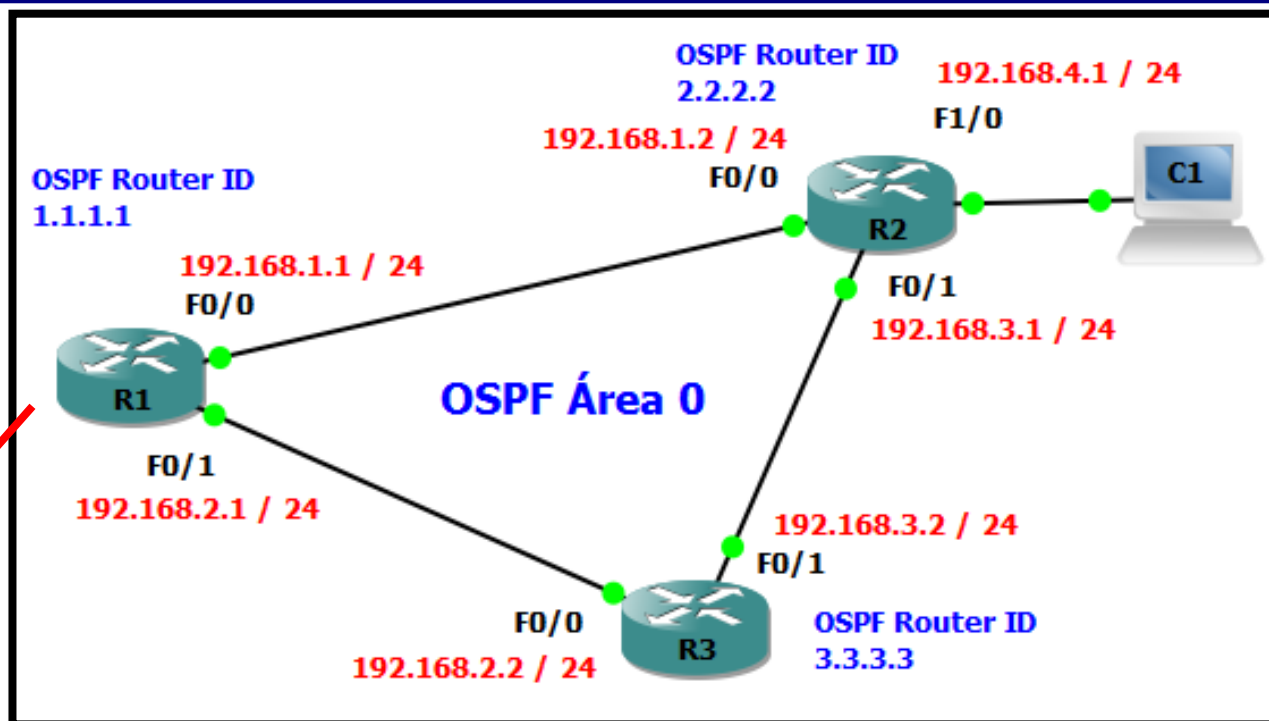 OSPF Router ID
2.2.2.2
192.168.4.1 / 24
F1/0
192.168.1.2 / 24
F0/0
C1
OSPF Router ID
1.1.1.1
R2
192.168.1.1 / 24
F0/0
F0/1
192.168.3.1 / 24
R1
OSPF Área 0
F0/1
192.168.2.1 / 24
192.168.3.2 / 24
F0/1
F0/0
192.168.2.2 / 24
R3
OSPF Router ID
3.3.3.3